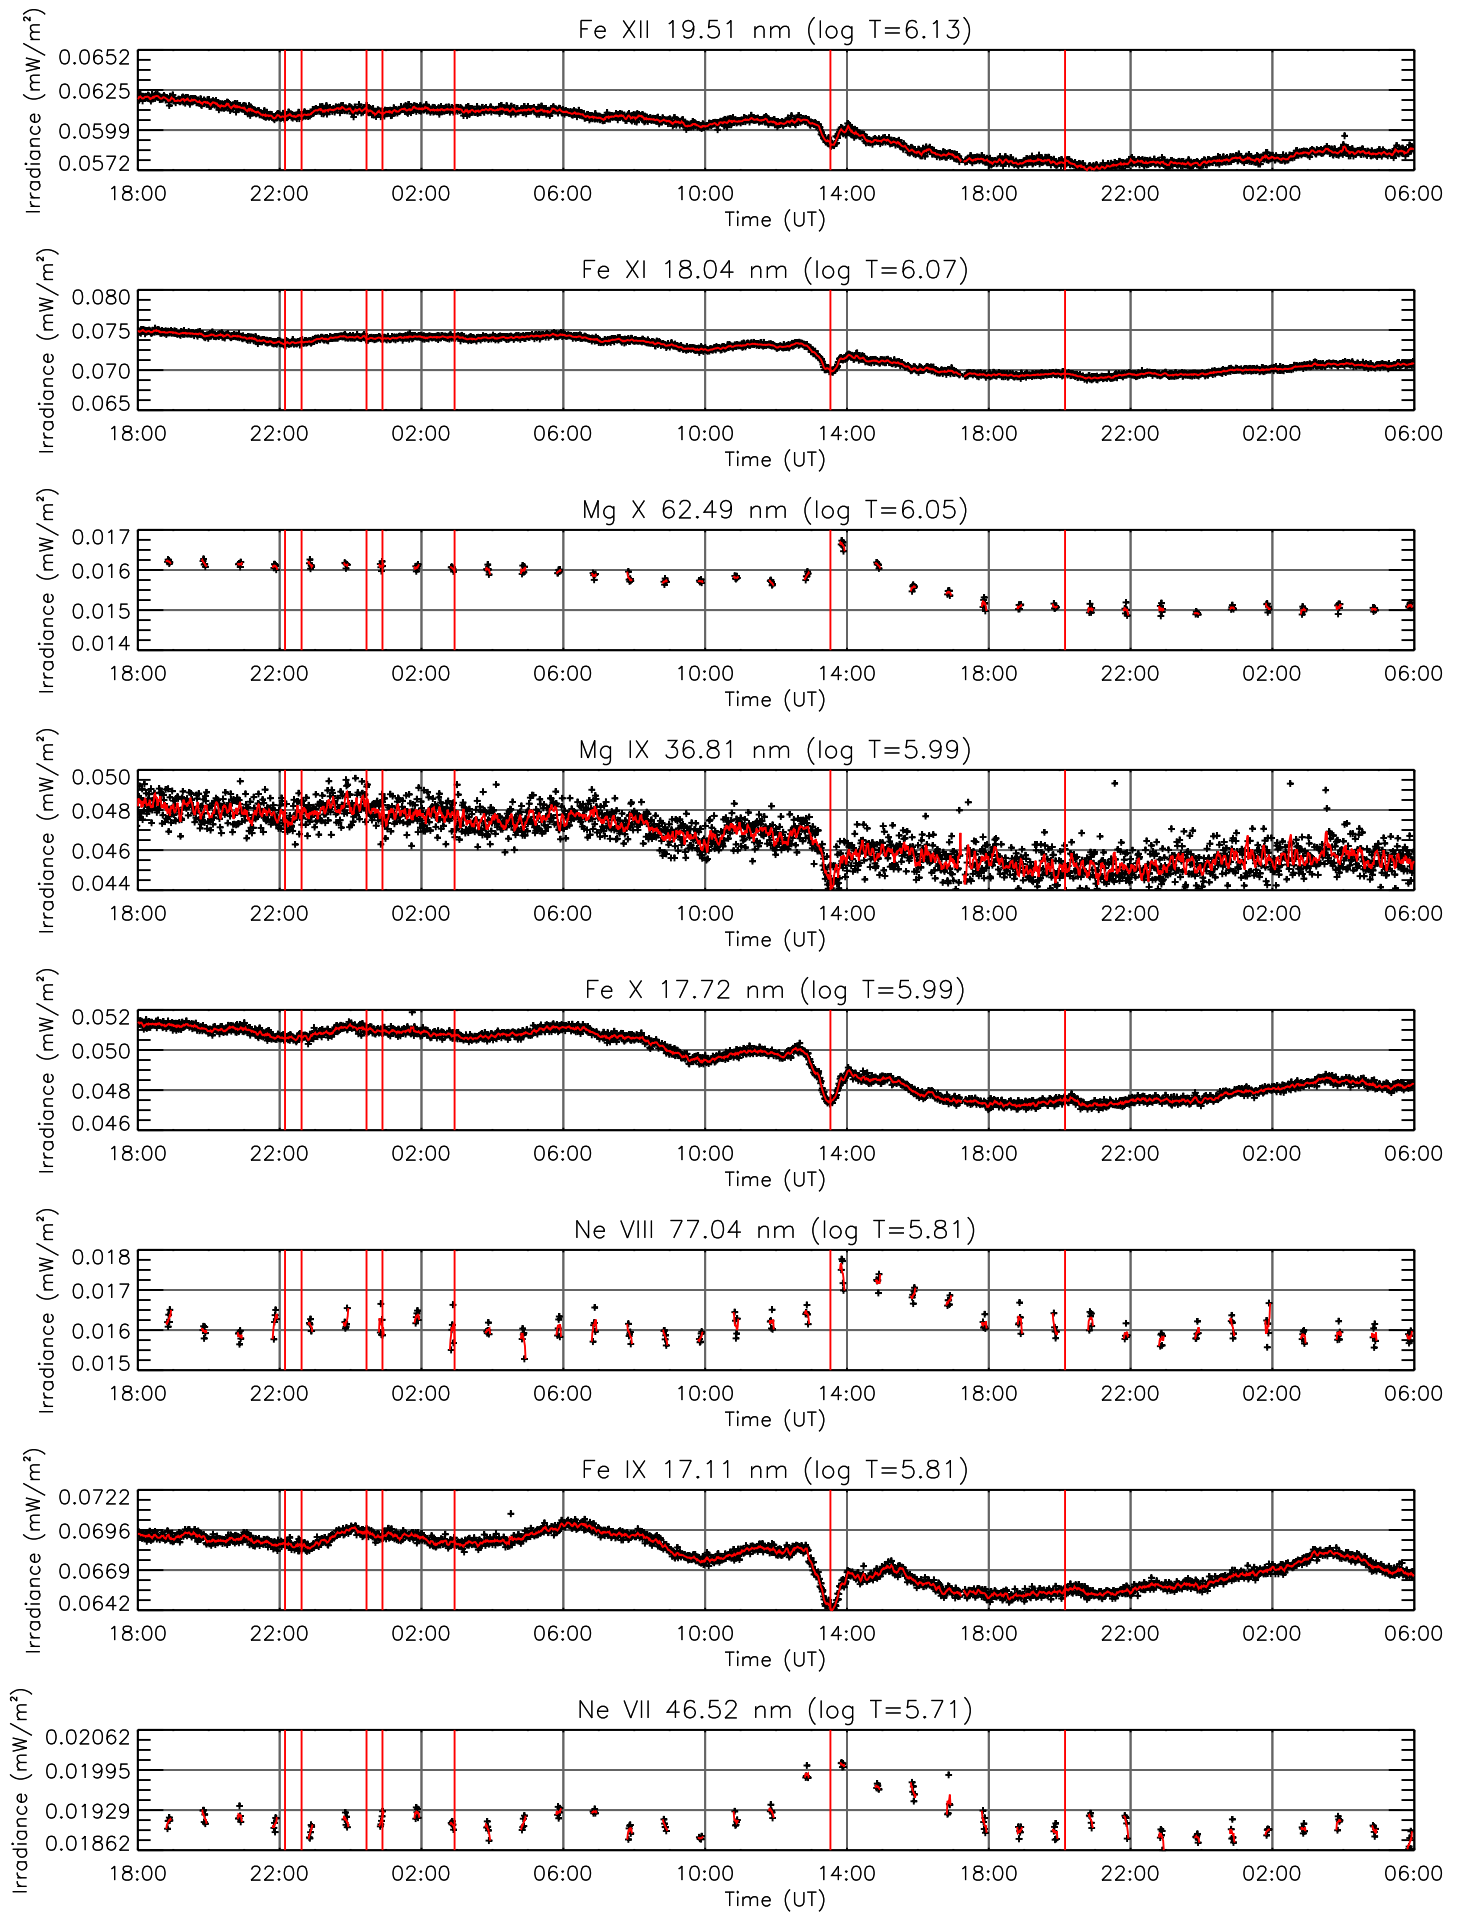 Fe XII 19.51 nm (log T=6.13)
Irradiance (mW/m²)
0.0652
0.0625
0.0599
0.0572
18:00 22:00 02:00 06:00 10:00 14:00 18:00 22:00 02:00 06:00
Time (UT)
Fe XI 18.04 nm (log T=6.07)
Irradiance (mW/m²)
0.080
0.075
0.070
0.065
18:00 22:00 02:00 06:00 10:00 14:00 18:00 22:00 02:00 06:00
Time (UT)
Mg X 62.49 nm (log T=6.05)
Irradiance (mW/m²)
0.017
0.016
0.015
0.014
18:00 22:00 02:00 06:00 10:00 14:00 18:00 22:00 02:00 06:00
Time (UT)
Mg IX 36.81 nm (log T=5.99)
Irradiance (mW/m²)
0.050
0.048
0.046
0.044
18:00 22:00 02:00 06:00 10:00 14:00 18:00 22:00 02:00 06:00
Time (UT)
Fe X 17.72 nm (log T=5.99)
Irradiance (mW/m²)
0.052
0.050
0.048
0.046
18:00 22:00 02:00 06:00 10:00 14:00 18:00 22:00 02:00 06:00
Time (UT)
Ne VIII 77.04 nm (log T=5.81)
Irradiance (mW/m²)
0.018
0.017
0.016
0.015
18:00 22:00 02:00 06:00 10:00 14:00 18:00 22:00 02:00 06:00
Time (UT)
Fe IX 17.11 nm (log T=5.81)
Irradiance (mW/m²)
0.0722
0.0696
0.0669
0.0642
18:00 22:00 02:00 06:00 10:00 14:00 18:00 22:00 02:00 06:00
Time (UT)
Ne VII 46.52 nm (log T=5.71)
Irradiance (mW/m²)
0.02062
0.01995
0.01929
0.01862
18:00 22:00 02:00 06:00 10:00 14:00 18:00 22:00 02:00 06:00
Time (UT)